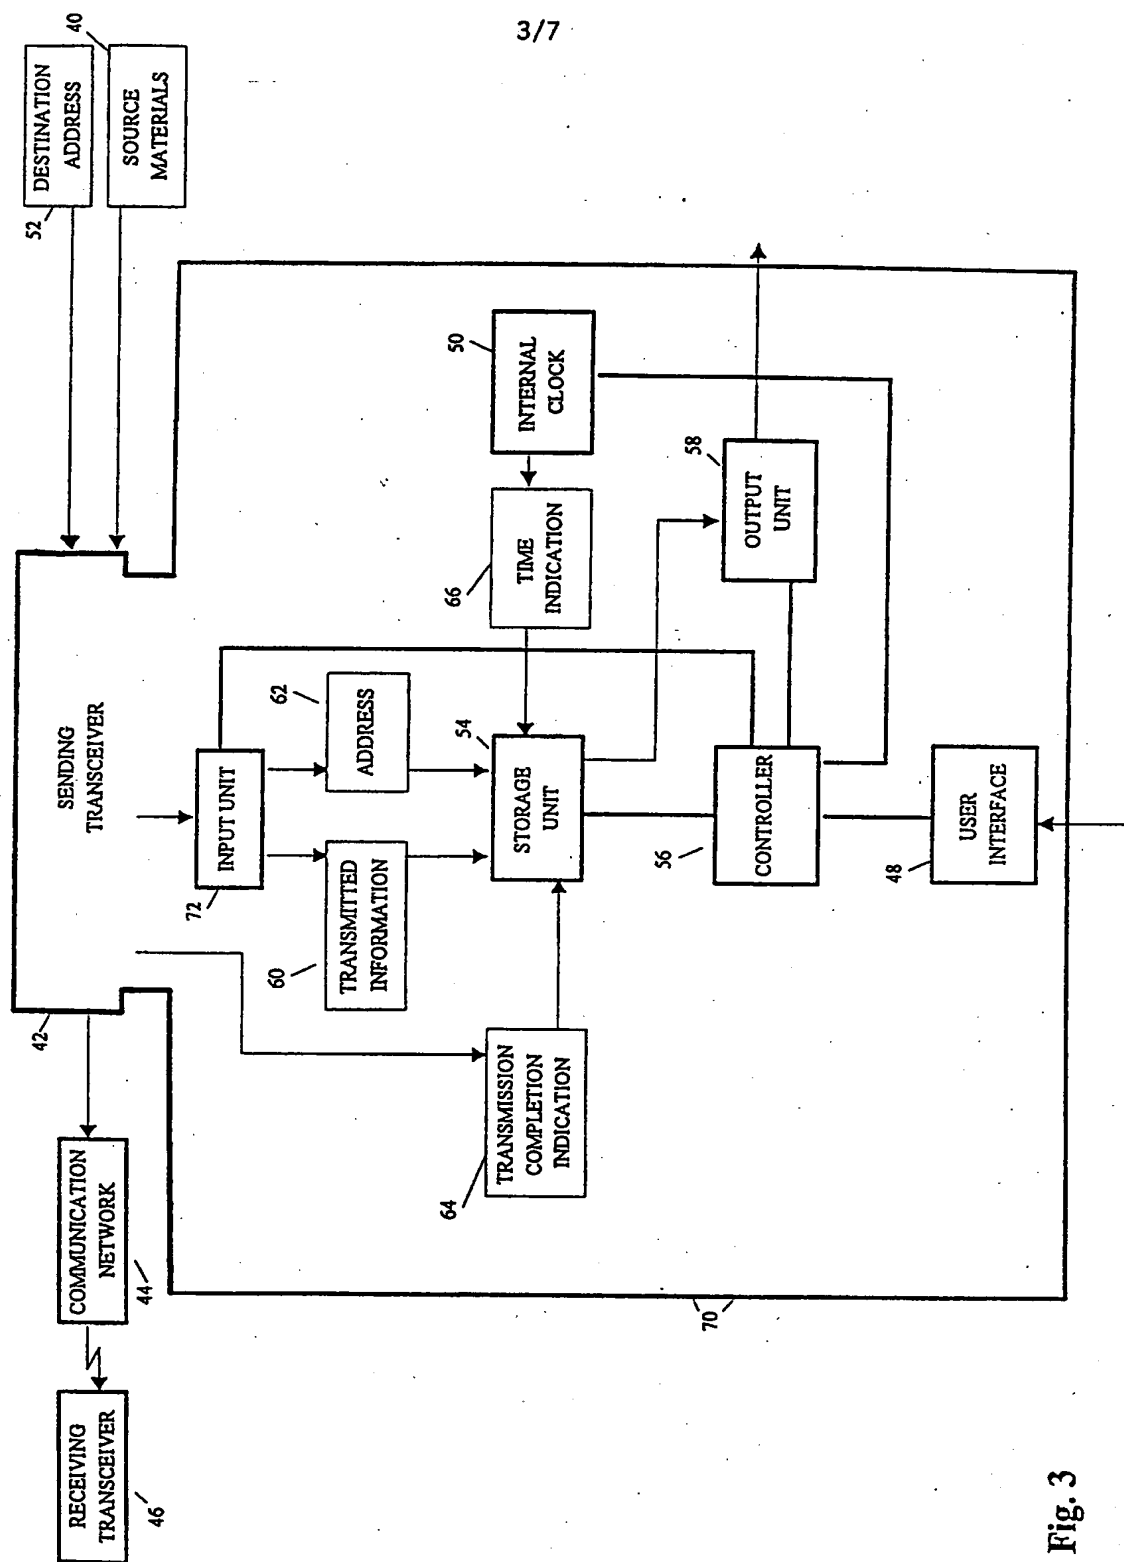 3/7
DESTINATION
ADDRESS
52
SOURCE
MATERIALS
40
SENDING
TRANSCEIVER
42
COMMUNICATION
NETWORK
44
RECEIVING
TRANSCEIVER
46
INPUT UNIT
72
ADDRESS
62
TRANSMITTED
INFORMATION
60
INTERNAL
CLOCK
50
TIME
INDICATION
66
STORAGE
UNIT
54
TRANSMISSION
COMPLETION
INDICATION
64
OUTPUT
UNIT
58
CONTROLLER
56
USER
INTERFACE
48
70
Fig. 3